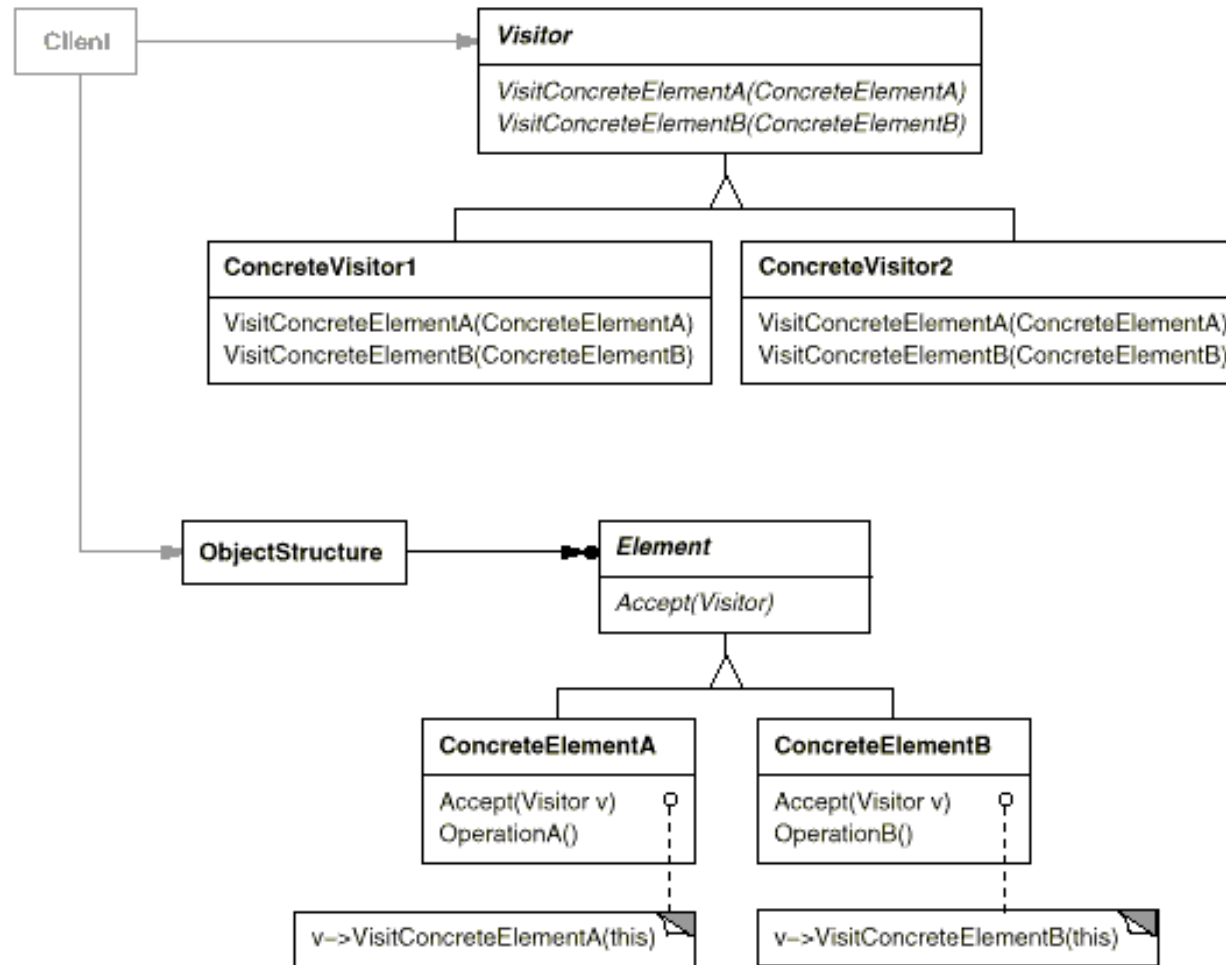 Client
Visitor
VisitConcreteElementA(ConcreteElementA)
VisitConcreteElementB(ConcreteElementB)
ConcreteVisitor1
VisitConcreteElementA(ConcreteElementA)
VisitConcreteElementB(ConcreteElementB)
ConcreteVisitor2
VisitConcreteElementA(ConcreteElementA)
VisitConcreteElementB(ConcreteElementB)
ObjectStructure
Element
Accept(Visitor)
ConcreteElementA
Accept(Visitor v)
OperationA()
ConcreteElementB
Accept(Visitor v)
OperationB()
v->VisitConcreteElementA(this)
v->VisitConcreteElementB(this)